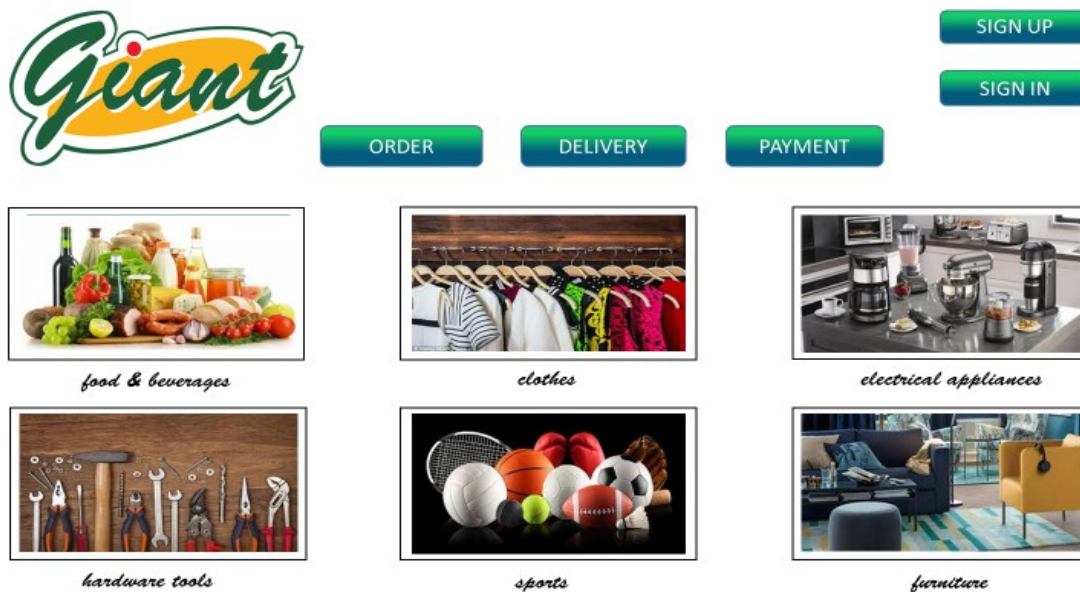 Giant
SIGN UP
SIGN IN
ORDER
DELIVERY
PAYMENT
food & beverages
clothes
electrical appliances
hardware tools
sports
furniture